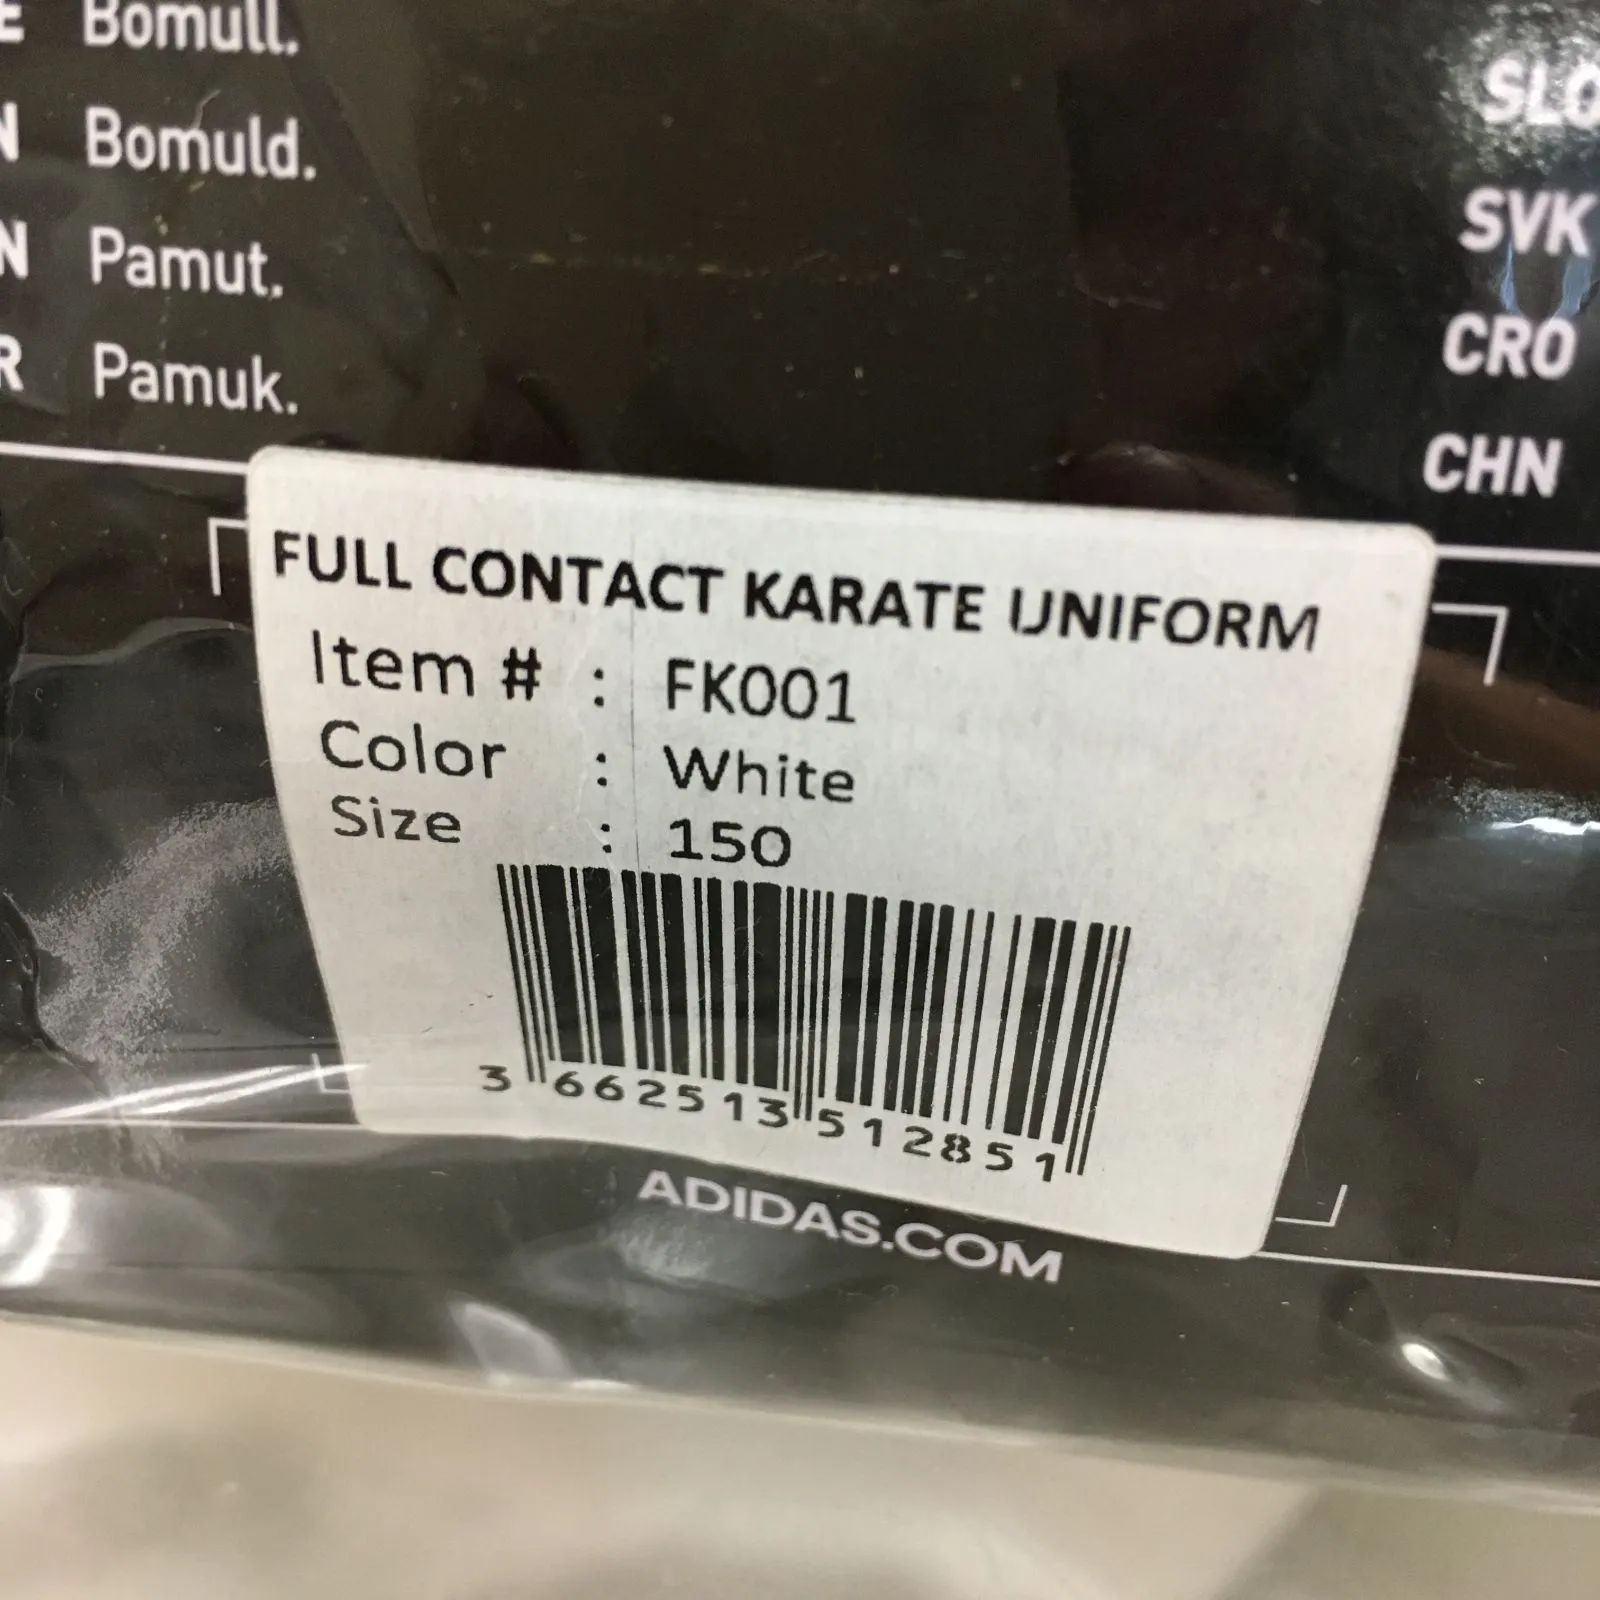 E Bomull.
N Bomuld.
N Pamut.
R Pamuk.
SLO
SVK
CRO
CHN
FULL CONTACT KARATE UNIFORM
Item # : FK001
Color : White
Size : 150
3 662513 512851
ADIDAS.COM